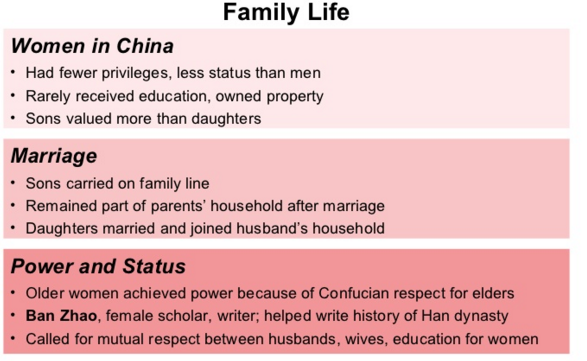 Family Life
Women in China
• Had fewer privileges, less status than men
• Rarely received education, owned property
• Sons valued more than daughters
Marriage
• Sons carried on family line
• Remained part of parents' household after marriage
• Daughters married and joined husband's household
Power and Status
• Older women achieved power because of Confucian respect for elders
• Ban Zhao, female scholar, writer; helped write history of Han dynasty
• Called for mutual respect between husbands, wives, education for women